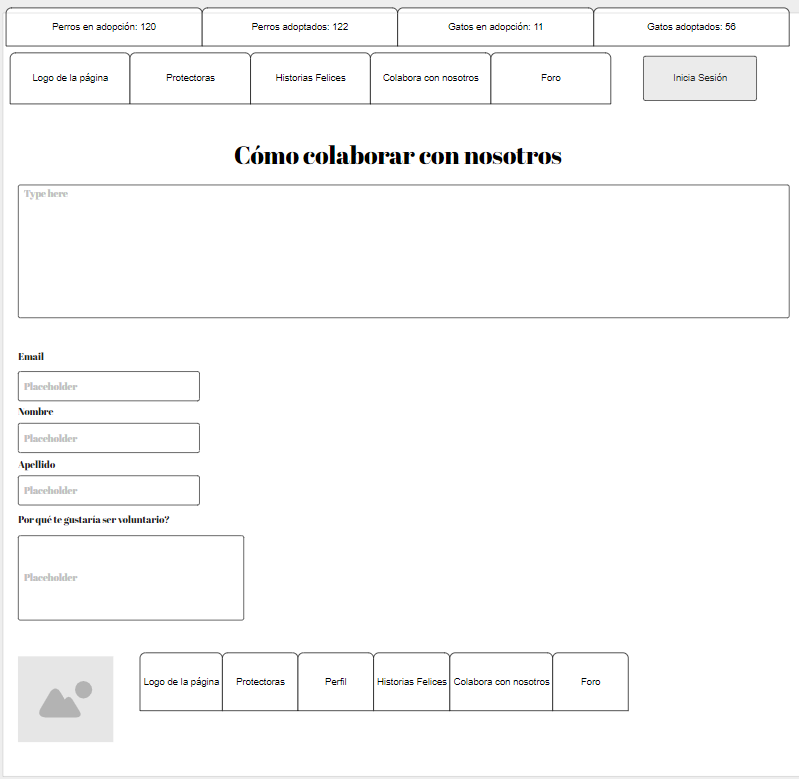 Perros en adopción: 120 Perros adoptados: 122 Gatos en adopción: 11 Gatos adoptados: 56
Logo de la página Protectoras Historias Felices Colabora con nosotros Foro Inicia Sesión
Cómo colaborar con nosotros
Type here
Email
Placeholder
Nombre
Placeholder
Apellido
Placeholder
Por qué te gustaría ser voluntario?
Placeholder
Logo de la página Protectoras Perfil Historias Felices Colabora con nosotros Foro